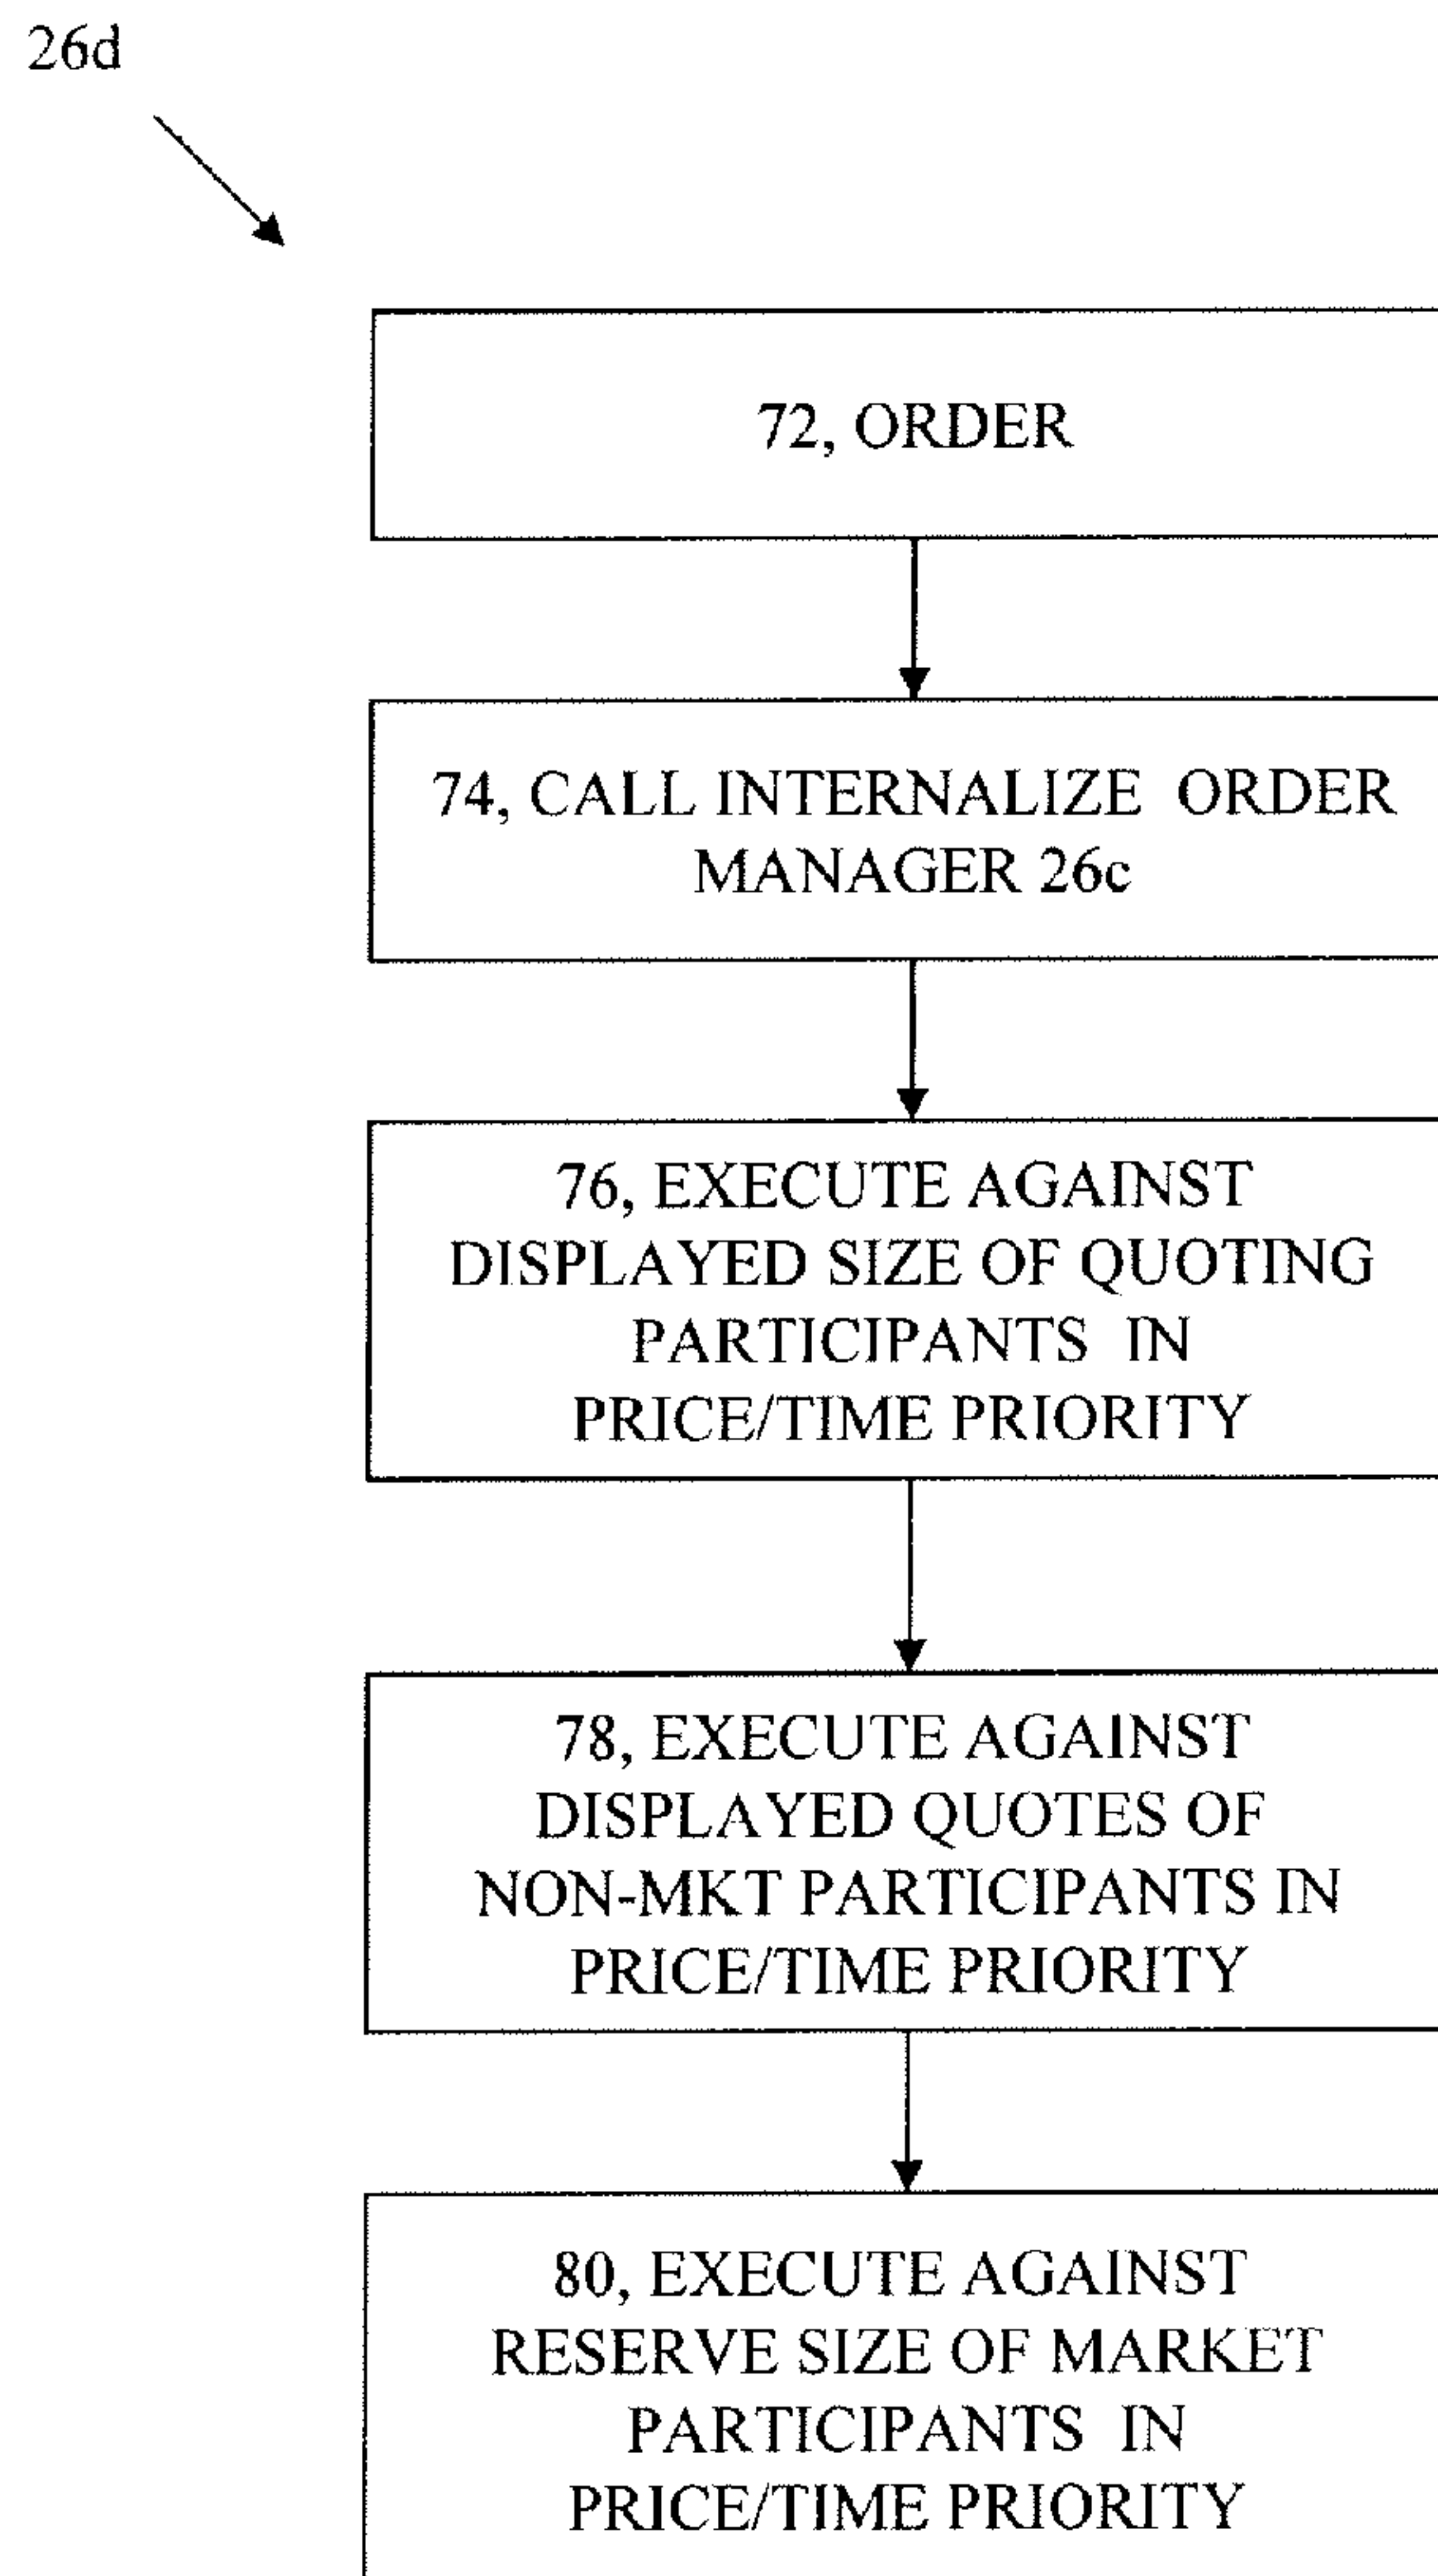 26d
72, ORDER
74, CALL INTERNALIZE ORDER
MANAGER 26c
76, EXECUTE AGAINST
DISPLAYED SIZE OF QUOTING
PARTICIPANTS IN
PRICE/TIME PRIORITY
78, EXECUTE AGAINST
DISPLAYED QUOTES OF
NON-MKT PARTICIPANTS IN
PRICE/TIME PRIORITY
80, EXECUTE AGAINST
RESERVE SIZE OF MARKET
PARTICIPANTS IN
PRICE/TIME PRIORITY